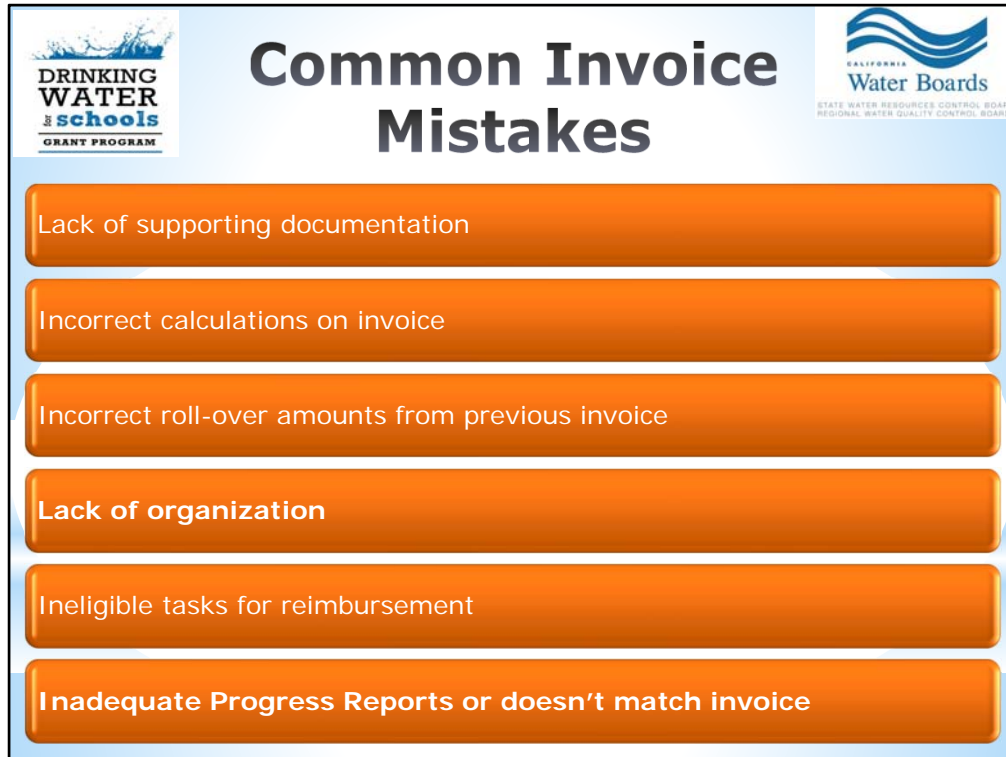 DRINKING
WATER
for schools
GRANT PROGRAM
Common Invoice
Mistakes
CALIFORNIA
Water Boards
STATE WATER RESOURCES CONTROL BOAR
REGIONAL WATER QUALITY CONTROL BOARD
Lack of supporting documentation
Incorrect calculations on invoice
Incorrect roll-over amounts from previous invoice
Lack of organization
Ineligible tasks for reimbursement
Inadequate Progress Reports or doesn’t match invoice